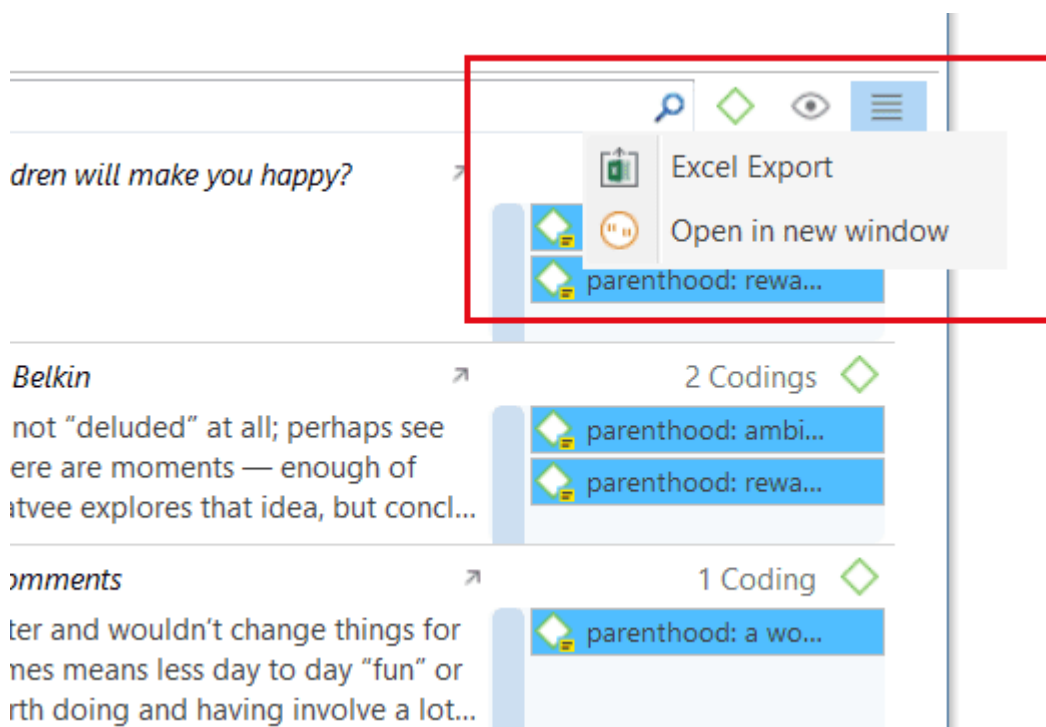 dren will make you happy?
Excel Export
Open in new window
parenthood: rewa...
Belkin
2 Codings
not “deluded” at all; perhaps see
ere are moments — enough of
atvee explores that idea, but concl...
parenthood: ambi...
parenthood: rewa...
omments
1 Coding
ter and wouldn’t change things for
mes means less day to day “fun” or
rth doing and having involve a lot...
parenthood: a wo...